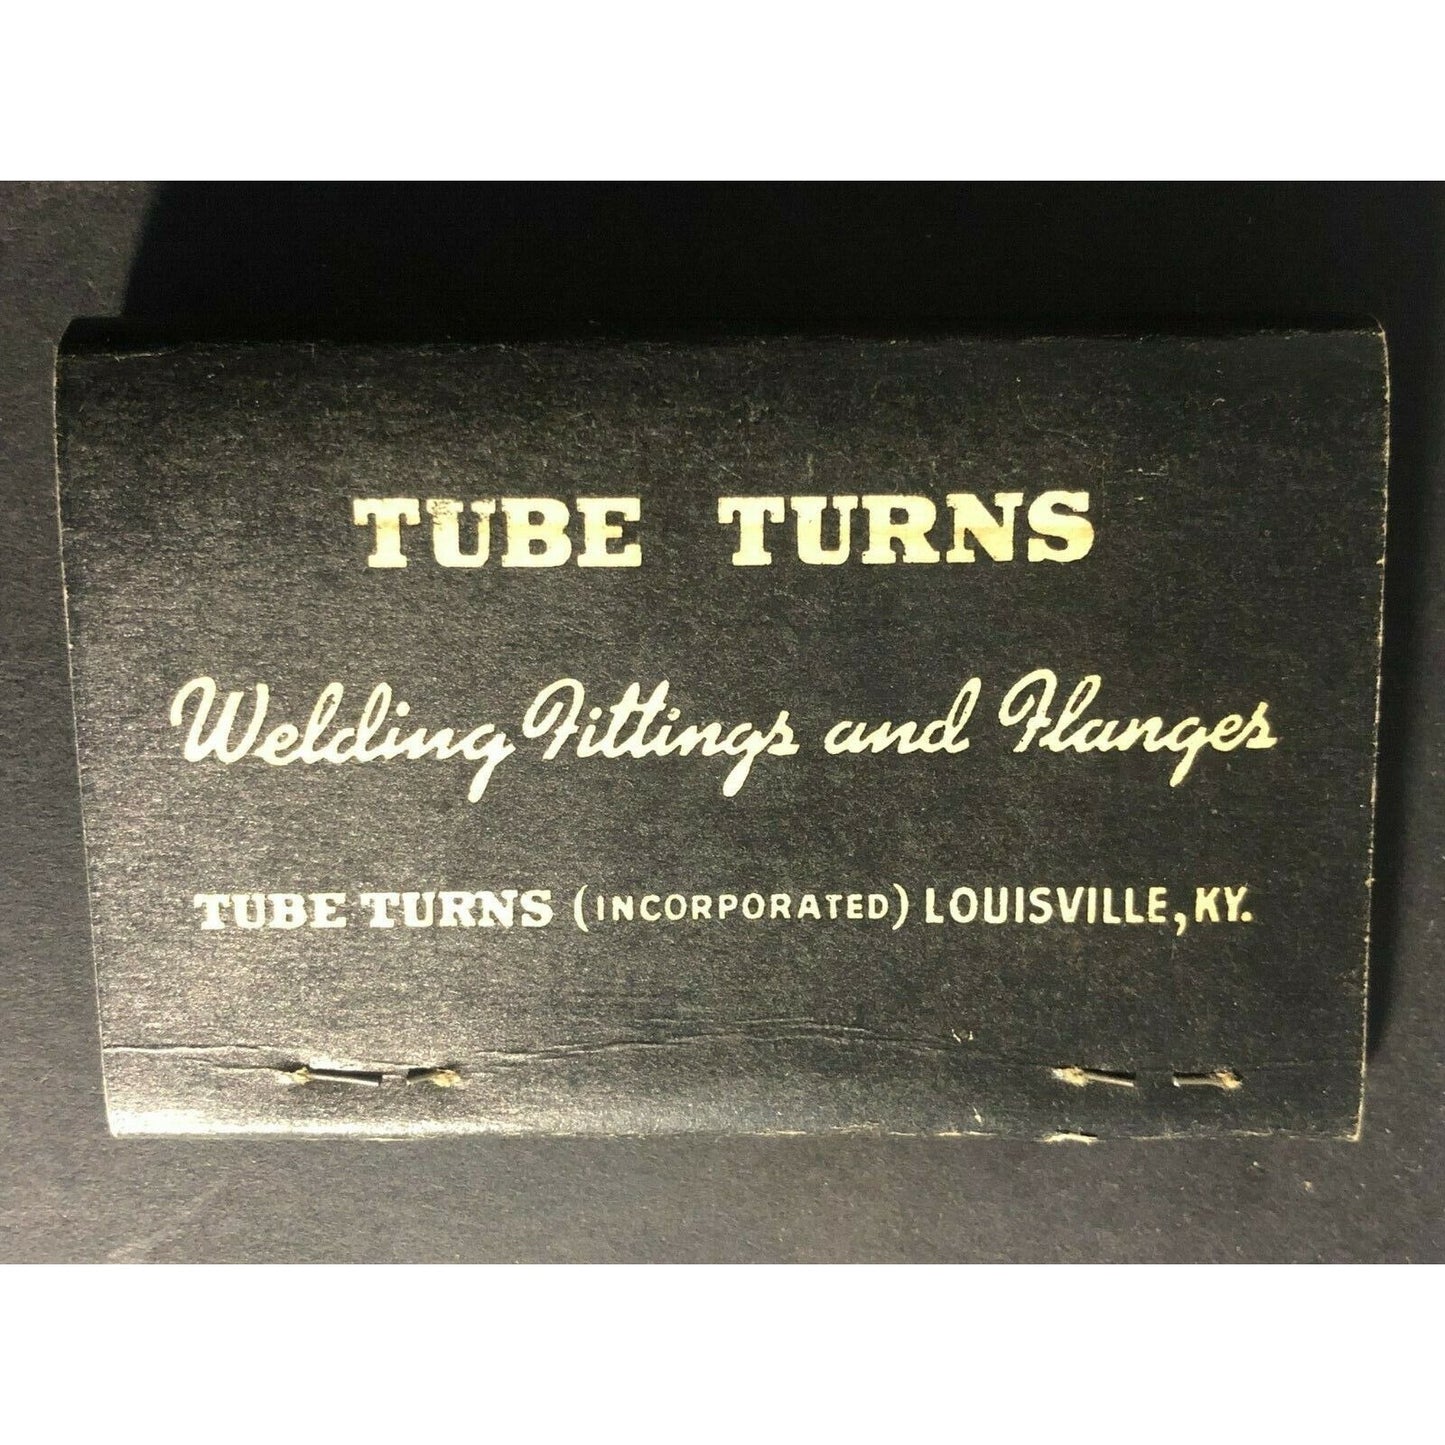 TUBE TURNS
Welding Fittings and Flanges
TUBE TURNS (INCORPORATED) LOUISVILLE, KY.